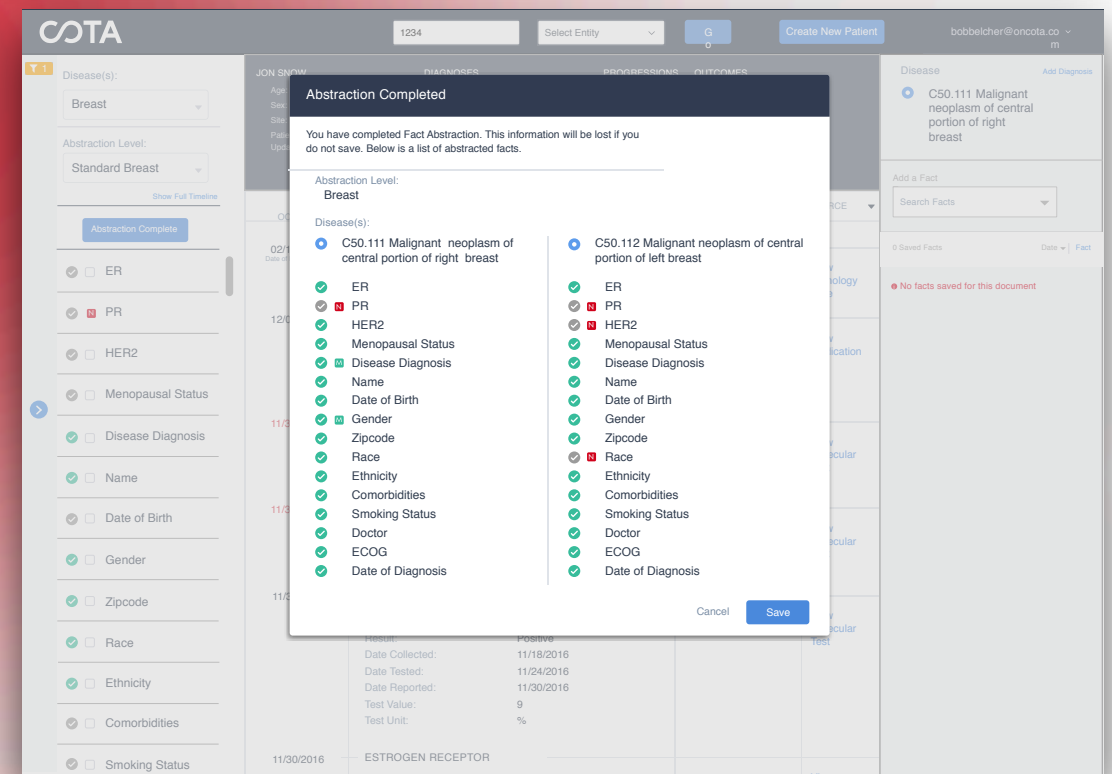 COTA
1234
Select Entity
G
o
Create New Patient
bobbelcher@oncota.co
m
1
Disease(s):
Breast
Abstraction Level:
Standard Breast
Show Full Timeline
Abstraction Complete
ER
N PR
HER2
Menopausal Status
Disease Diagnosis
Name
Date of Birth
Gender
Zipcode
Race
Ethnicity
Comorbidities
Smoking Status
JON SNOW
DIAGNOSES
PROGRESSIONS
OUTCOMES
Age:
Sex:
Site:
Abstraction Completed
You have completed Fact Abstraction. This information will be lost if you
do not save. Below is a list of abstracted facts.
Abstraction Level:
Breast
Disease(s):
C50.111 Malignant neoplasm of
central portion of right breast
ER
N PR
HER2
Menopausal Status
M Disease Diagnosis
Name
Date of Birth
M Gender
Zipcode
Race
Ethnicity
Comorbidities
Smoking Status
Doctor
ECOG
Date of Diagnosis
C50.112 Malignant neoplasm of central
portion of left breast
ER
N PR
N HER2
Menopausal Status
Disease Diagnosis
Name
Date of Birth
Gender
Zipcode
N Race
Ethnicity
Comorbidities
Smoking Status
Doctor
ECOG
Date of Diagnosis
Cancel
Save
Result: Positive
Date Collected: 11/18/2016
Date Tested: 11/24/2016
Date Reported: 11/30/2016
Test Value: 9
Test Unit: %
11/30/2016 ESTROGEN RECEPTOR
Test
Disease
Add Diagnosis
C50.111 Malignant
neoplasm of central
portion of right
breast
Add a Fact
Search Facts
0 Saved Facts
Date
Fact
No facts saved for this document